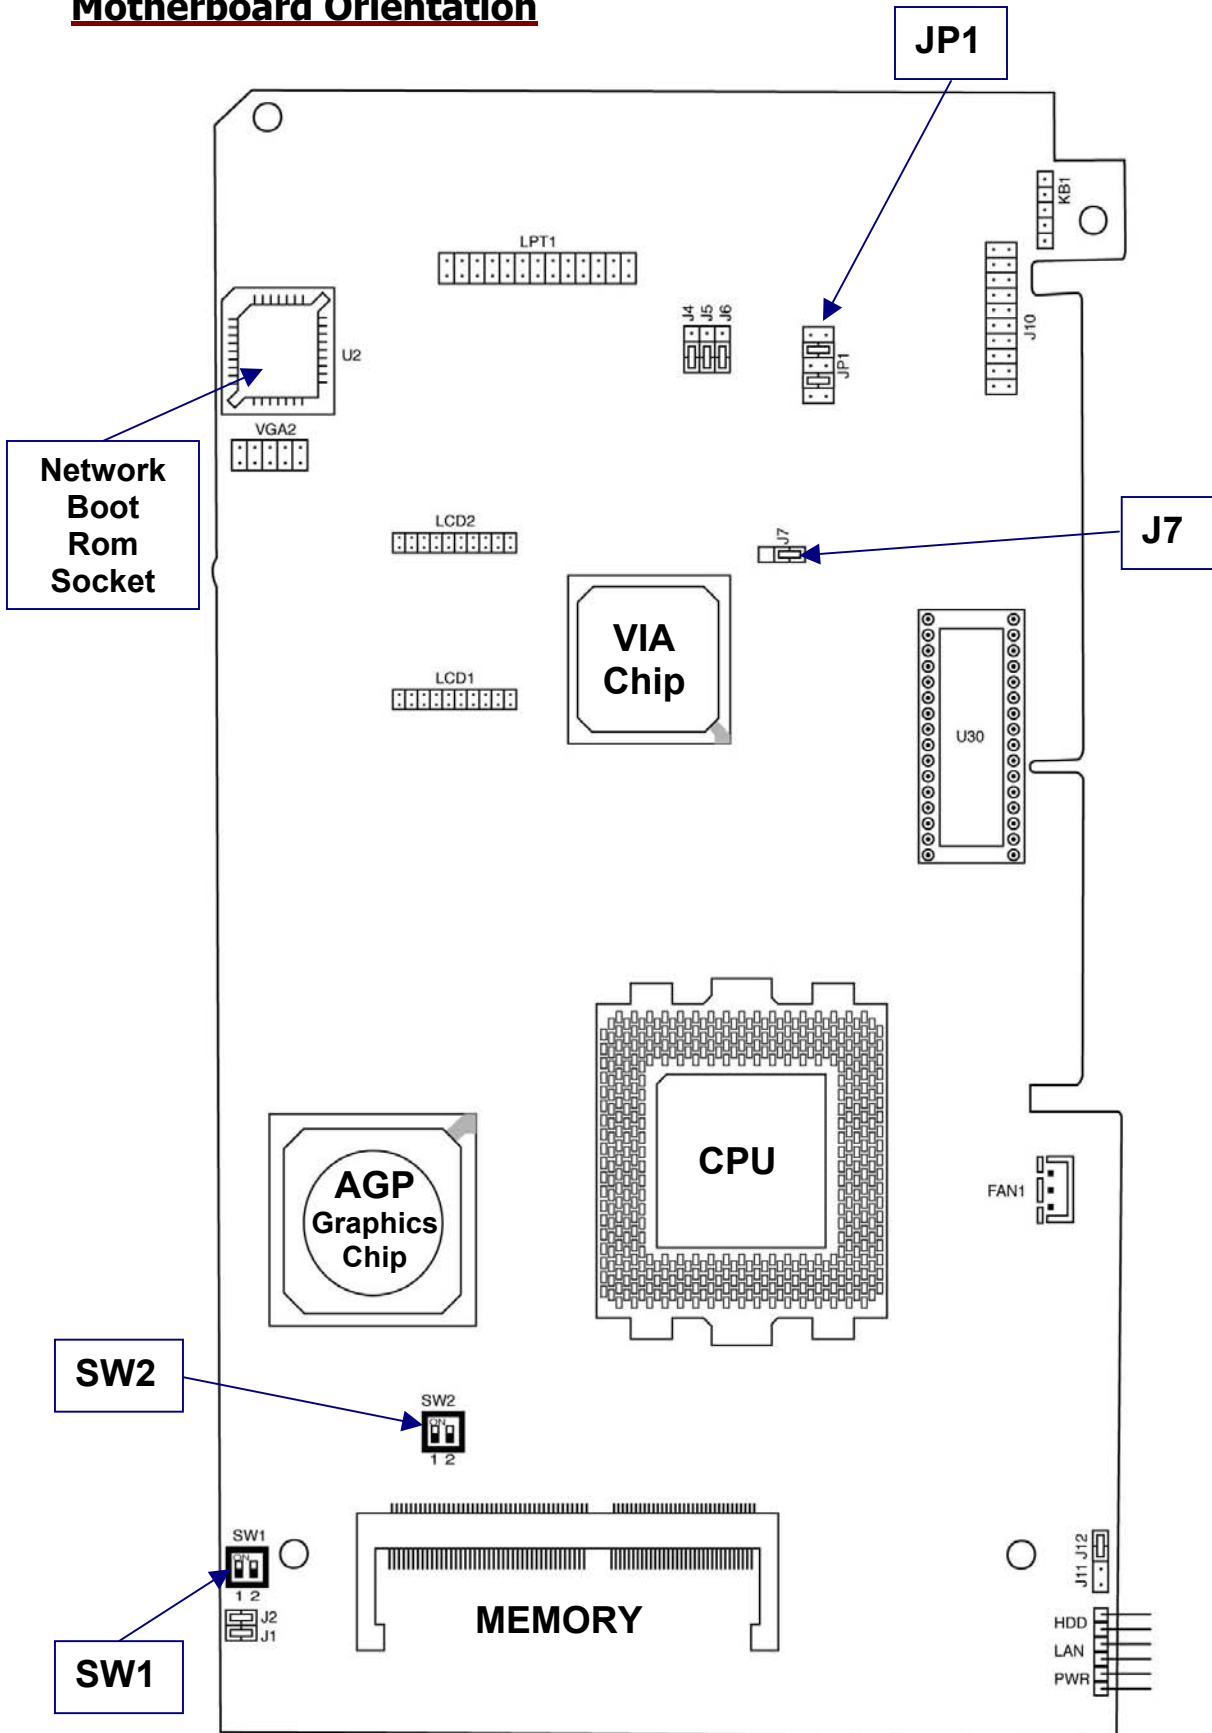 Motherboard Orientation
JP1
KB1
LPT1
J4
J5
J6
JP1
J10
U2
VGA2
Network
Boot
Rom
Socket
LCD2
J7
J7
VIA
Chip
LCD1
U30
CPU
AGP
Graphics
Chip
FAN1
SW2
SW2
ON
1 2
SW1
ON
1 2
J2
J1
MEMORY
SW1
J11 J12
HDD
LAN
PWR